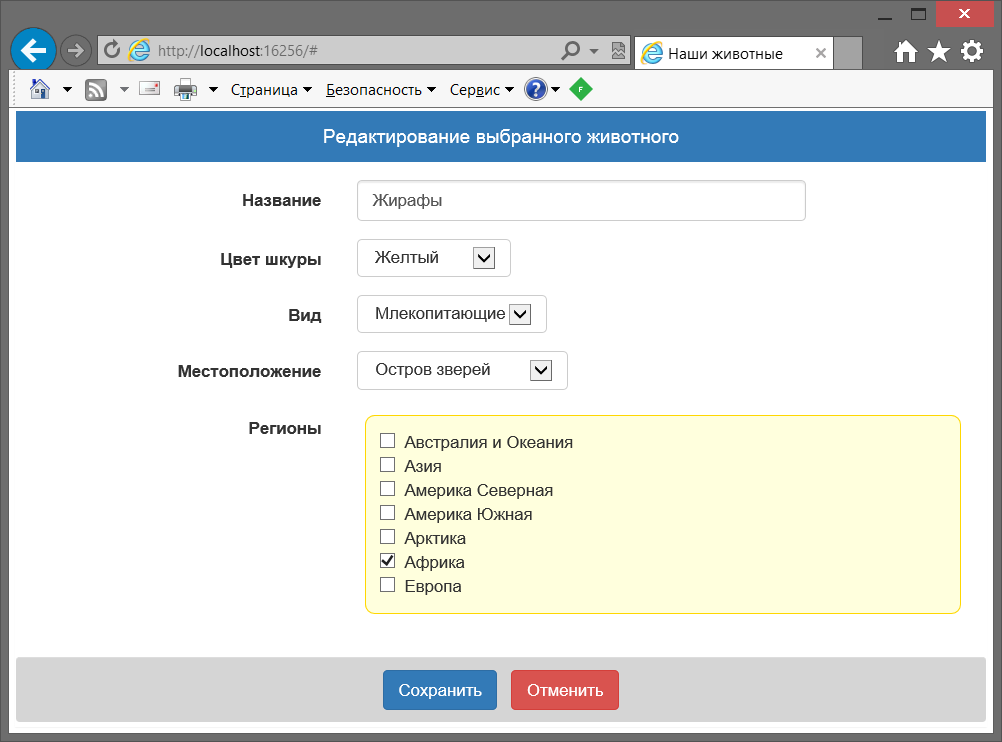 http://localhost:16256/#
Наши животные
Страница
Безопасность
Сервис
?
F
Редактирование выбранного животного
Название
Жирафы
Цвет шкуры
Желтый
Вид
Млекопитающие
Местоположение
Остров зверей
Регионы
Австралия и Океания
Азия
Америка Северная
Америка Южная
Арктика
Африка
Европа
Сохранить
Отменить